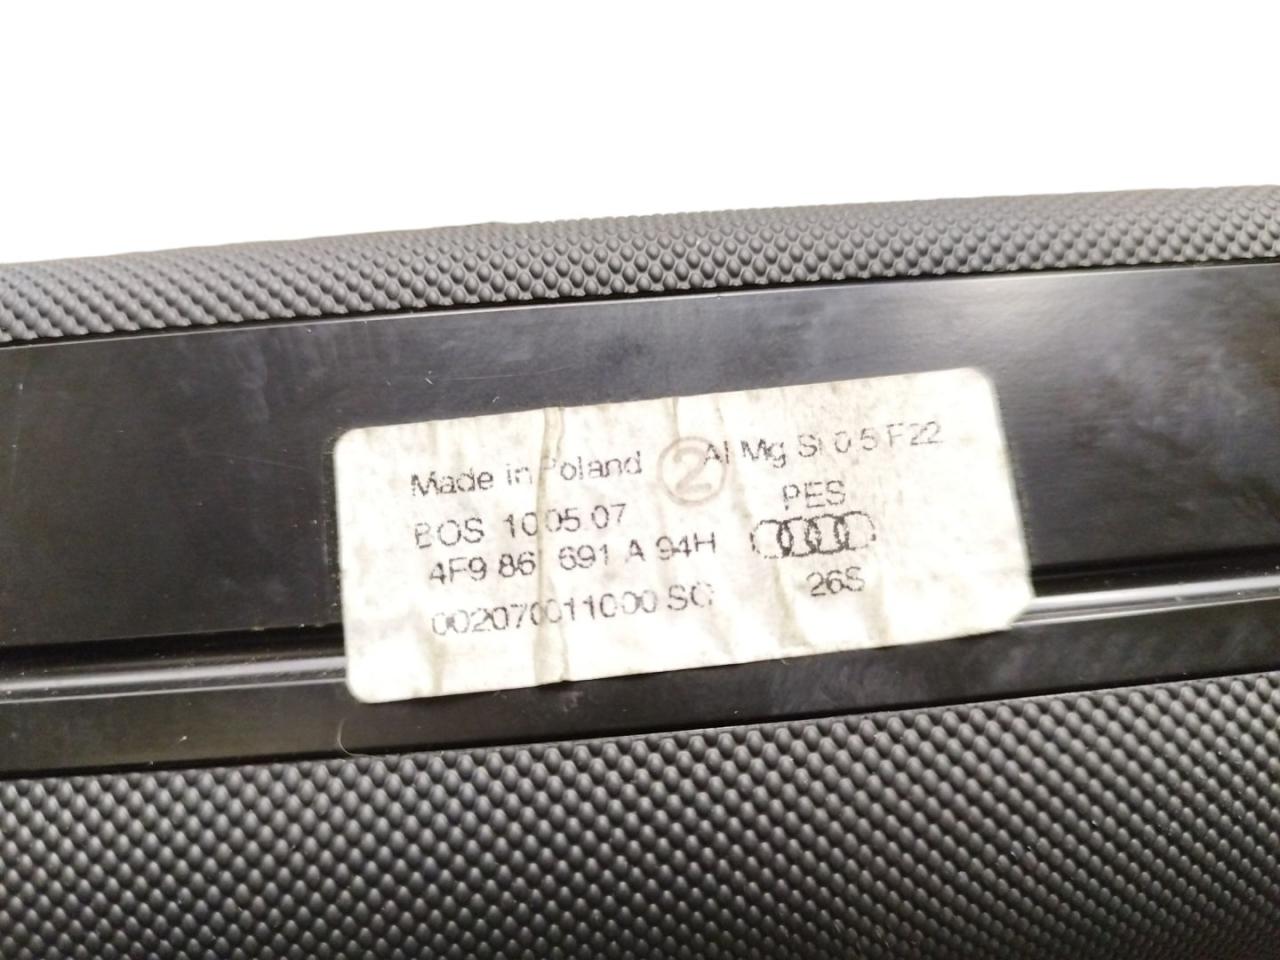 Made in Poland
2
Al Mg Si 0.5 F22
PES
BOS 10 05 07
4F9 86 691 A 94H
002070011000 SC
26S